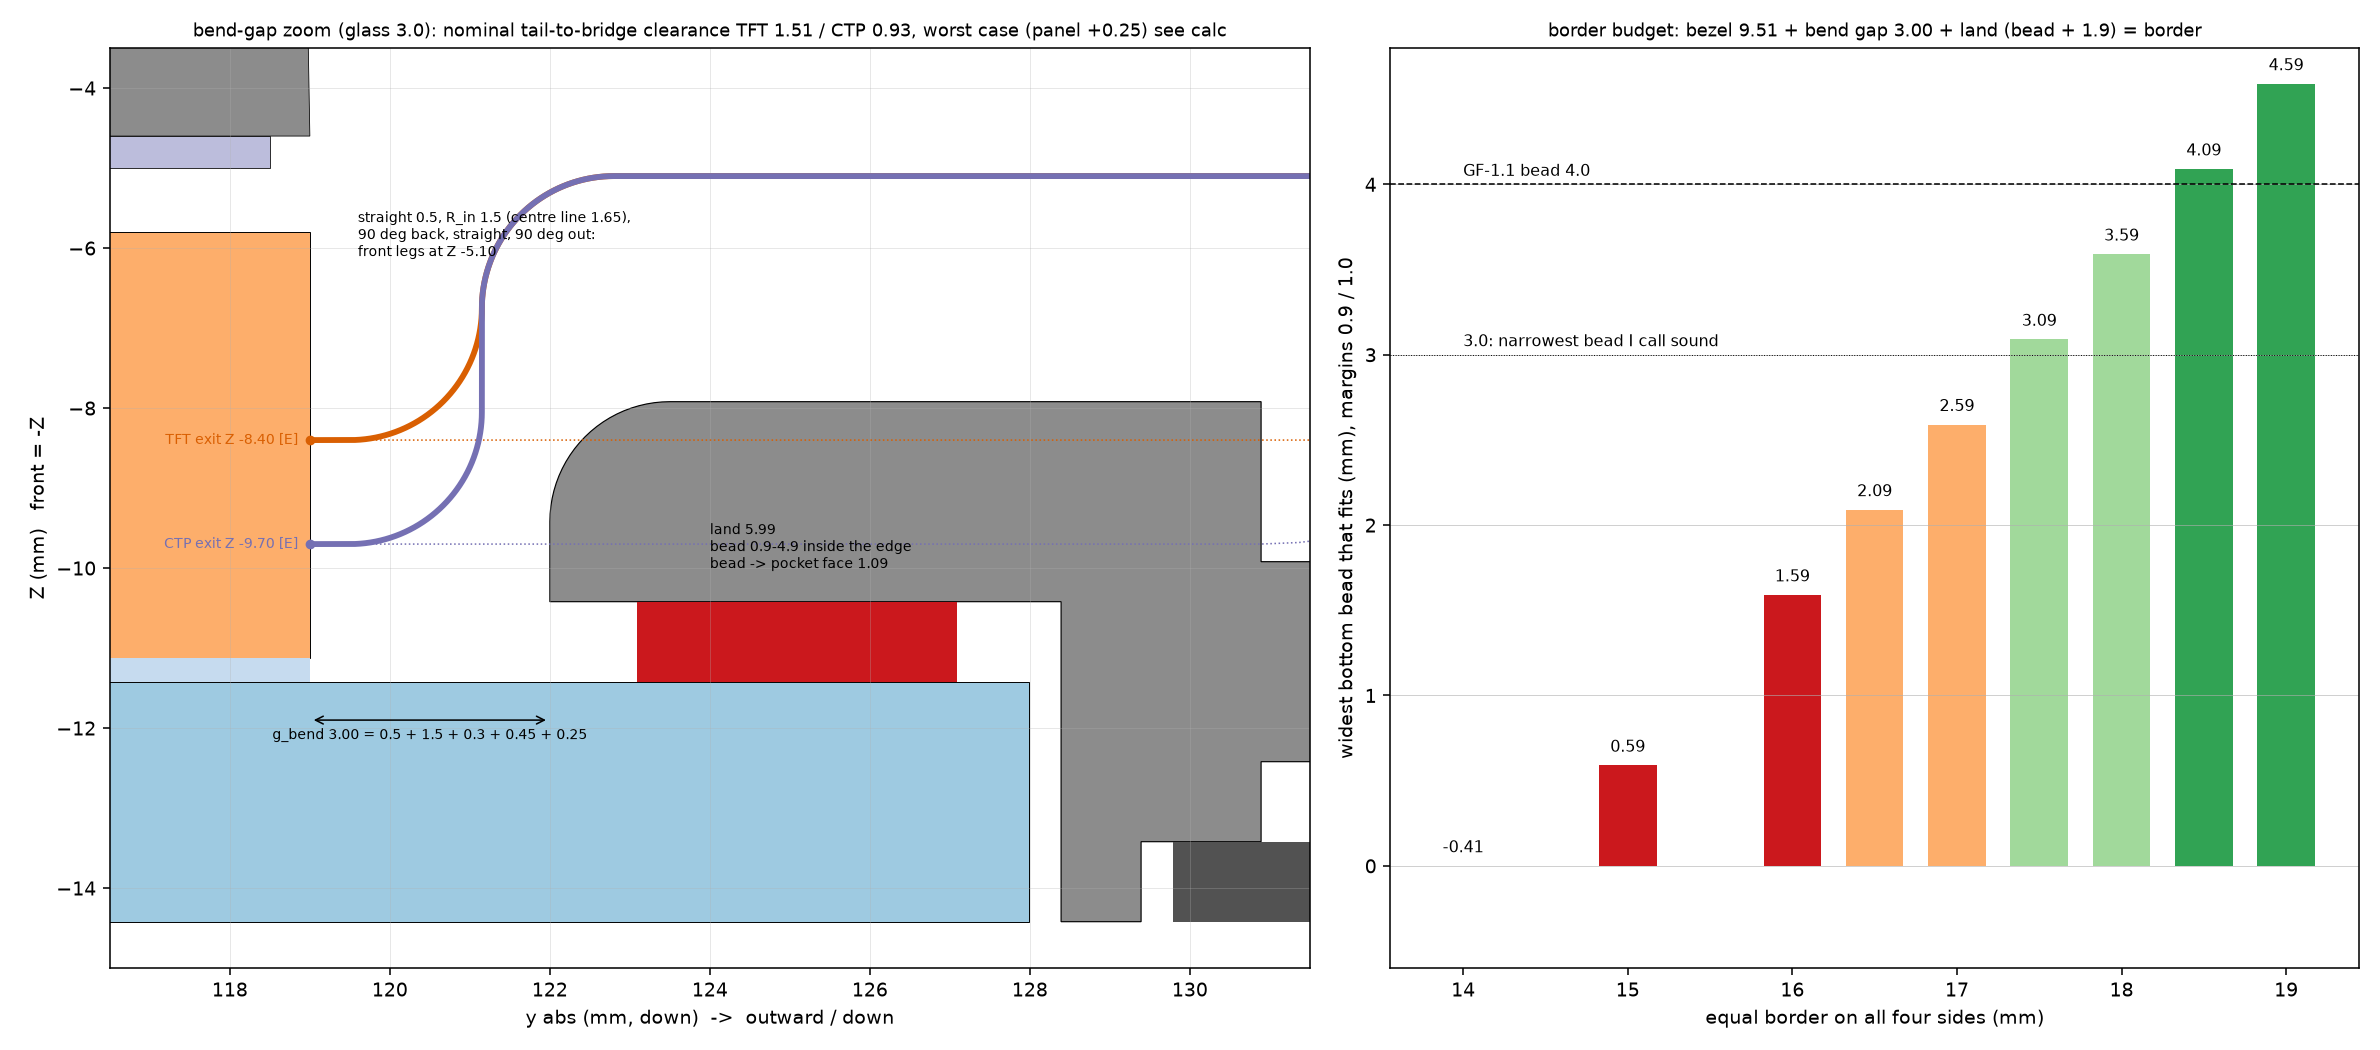 bend-gap zoom (glass 3.0): nominal tail-to-bridge clearance TFT 1.51 / CTP 0.93, worst case (panel +0.25) see calc
−4
−6
−8
−10
−12
−14
Z (mm)   front = -Z
straight 0.5, R_in 1.5 (centre line 1.65),
90 deg back, straight, 90 deg out:
front legs at Z -5.10
TFT exit Z -8.40 [E]
CTP exit Z -9.70 [E]
land 5.99
bead 0.9-4.9 inside the edge
bead -> pocket face 1.09
g_bend 3.00 = 0.5 + 1.5 + 0.3 + 0.45 + 0.25
118
120
122
124
126
128
130
y abs (mm, down)  ->  outward / down
border budget: bezel 9.51 + bend gap 3.00 + land (bead + 1.9) = border
widest bottom bead that fits (mm), margins 0.9 / 1.0
4
3
2
1
0
GF-1.1 bead 4.0
3.0: narrowest bead I call sound
-0.41
0.59
1.59
2.09
2.59
3.09
3.59
4.09
4.59
14
15
16
17
18
19
equal border on all four sides (mm)